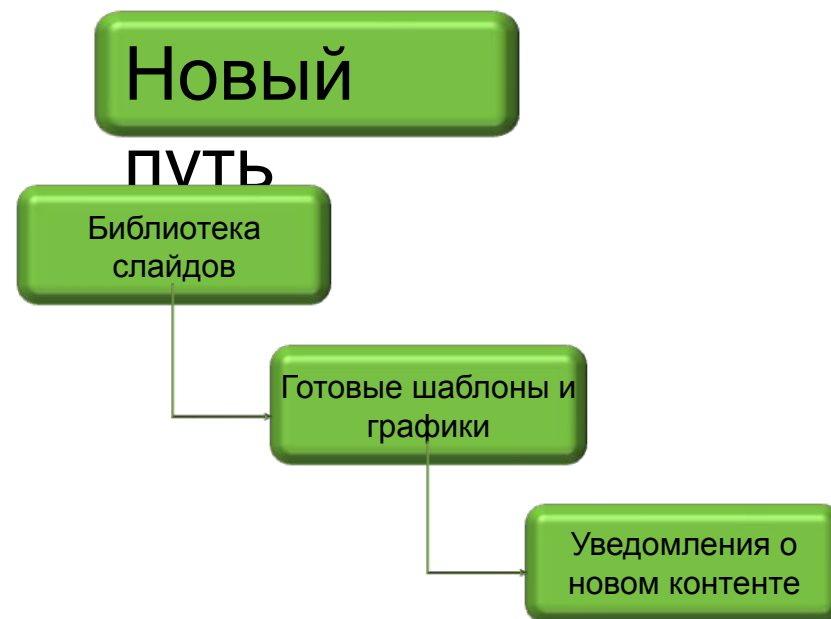 Новый
путь
Библиотека
слайдов
Готовые шаблоны и
графики
Уведомления о
новом контенте